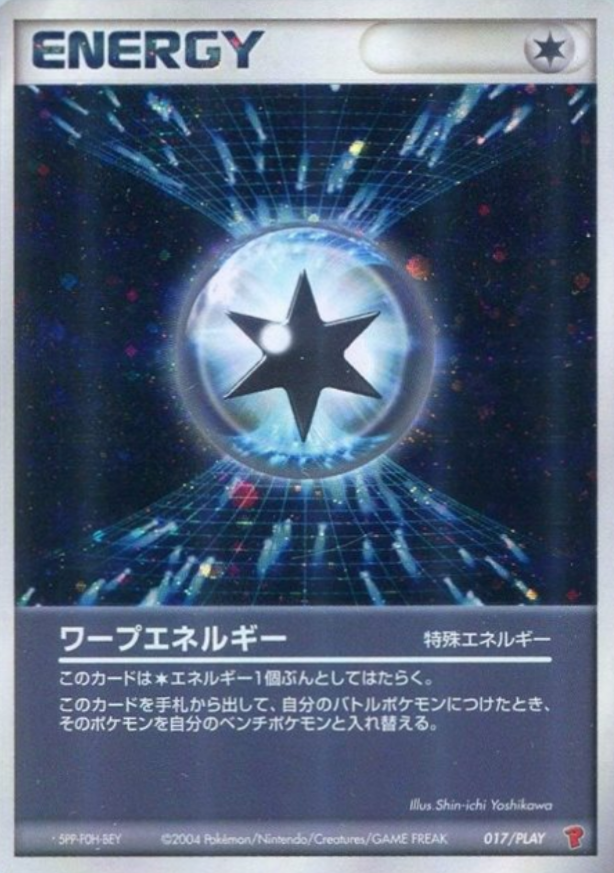 ENERGY
ワープエネルギー
特殊エネルギー
このカードは✶エネルギー1個ぶんとしてはたらく。
このカードを手札から出して、自分のバトルポケモンにつけたとき、
そのポケモンを自分のベンチポケモンと入れ替える。
Illus. Shin-ichi Yoshikawa
5PP-F0H-8EY
©2004 Pokémon/Nintendo/Creatures/GAME FREAK
017/PLAY
P